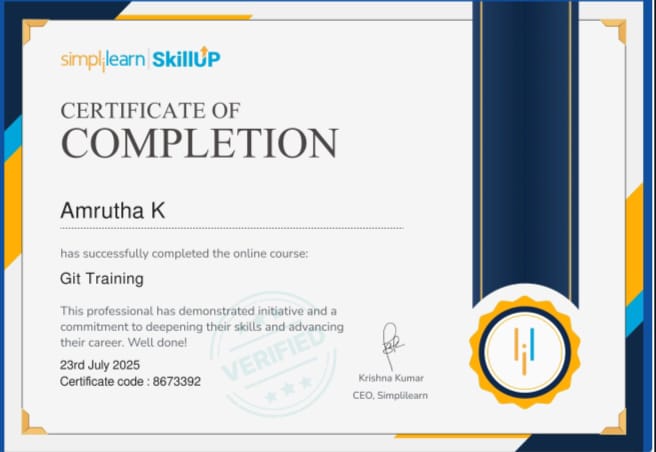 simplilearn | SkillUP
CERTIFICATE OF
COMPLETION
Amrutha K
has successfully completed the online course:
Git Training
This professional has demonstrated initiative and a
commitment to deepening their skills and advancing
their career. Well done!
VERIFIED
23rd July 2025
Certificate code : 8673392
Krishna Kumar
CEO, Simplilearn